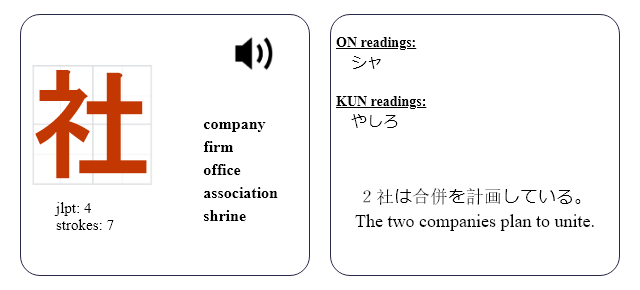 社
company
firm
office
association
shrine
jlpt: 4
strokes: 7
ON readings:
シャ
KUN readings:
やしろ
２社は合併を計画している。
The two companies plan to unite.